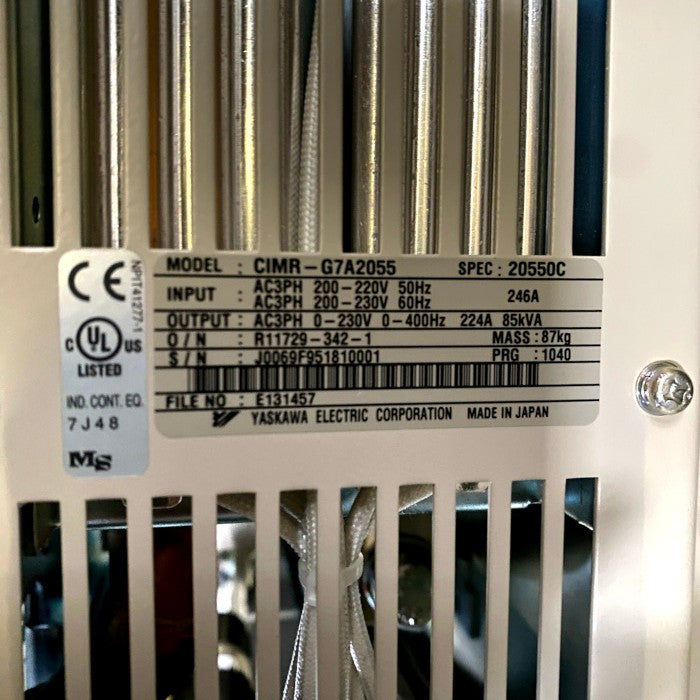 CE
NPIT41277-1
C UL US
LISTED
IND. CONT. EQ.
7J48
MS
MODEL : CIMR-G7A2055 SPEC : 20550C
INPUT : AC3PH 200-220V 50Hz
AC3PH 200-230V 60Hz 246A
OUTPUT : AC3PH 0-230V 0-400Hz 224A 85kVA
O / N : R11729-342-1 MASS : 87kg
S / N : J0069F951810001 PRG : 1040
FILE NO : E131457
YASKAWA ELECTRIC CORPORATION MADE IN JAPAN